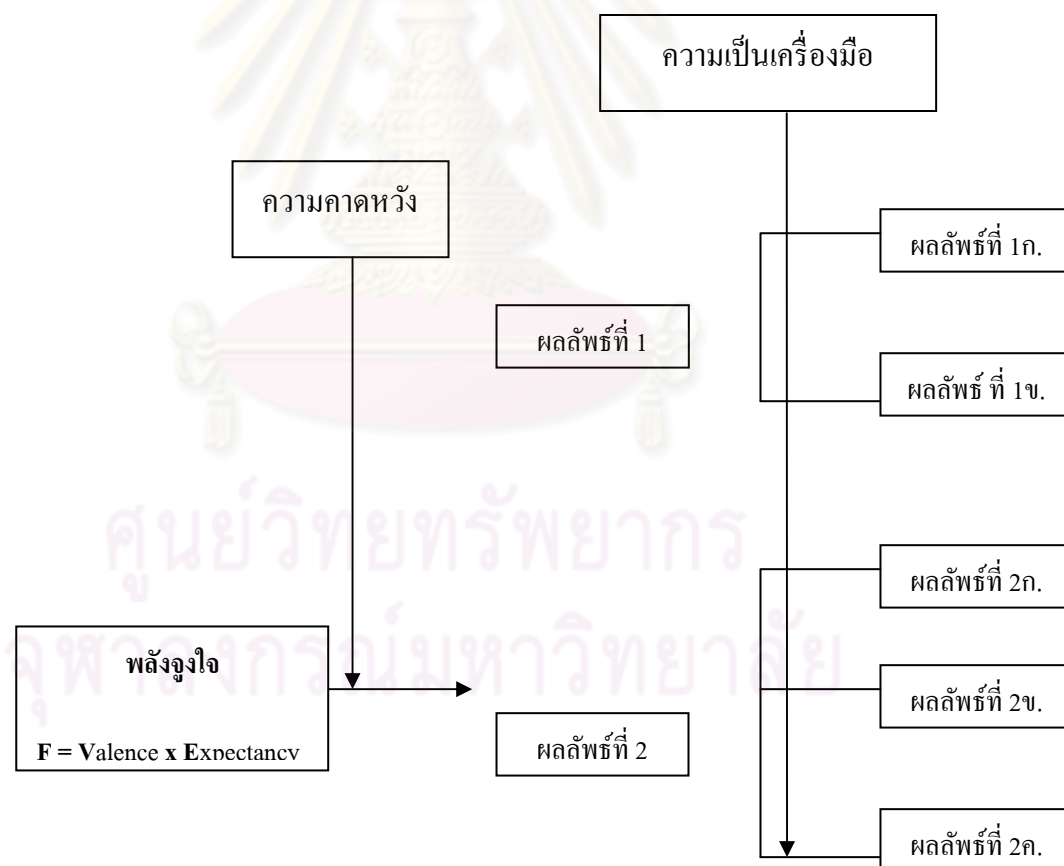 ความเป็นเครื่องมือ
ความคาดหวัง
ผลลัพธ์ที่ 1ก.
ผลลัพธ์ที่ 1
ผลลัพธ์ ที่ 1ข.
ศูนย์วิทยทรัพยากร
จุฬาลงกรณ์มหาวิทยาลัย
ผลลัพธ์ที่ 2ก.
พลังจูงใจ
F = Valence x Expectancy
ผลลัพธ์ที่ 2ข.
ผลลัพธ์ที่ 2
ผลลัพธ์ที่ 2ค.